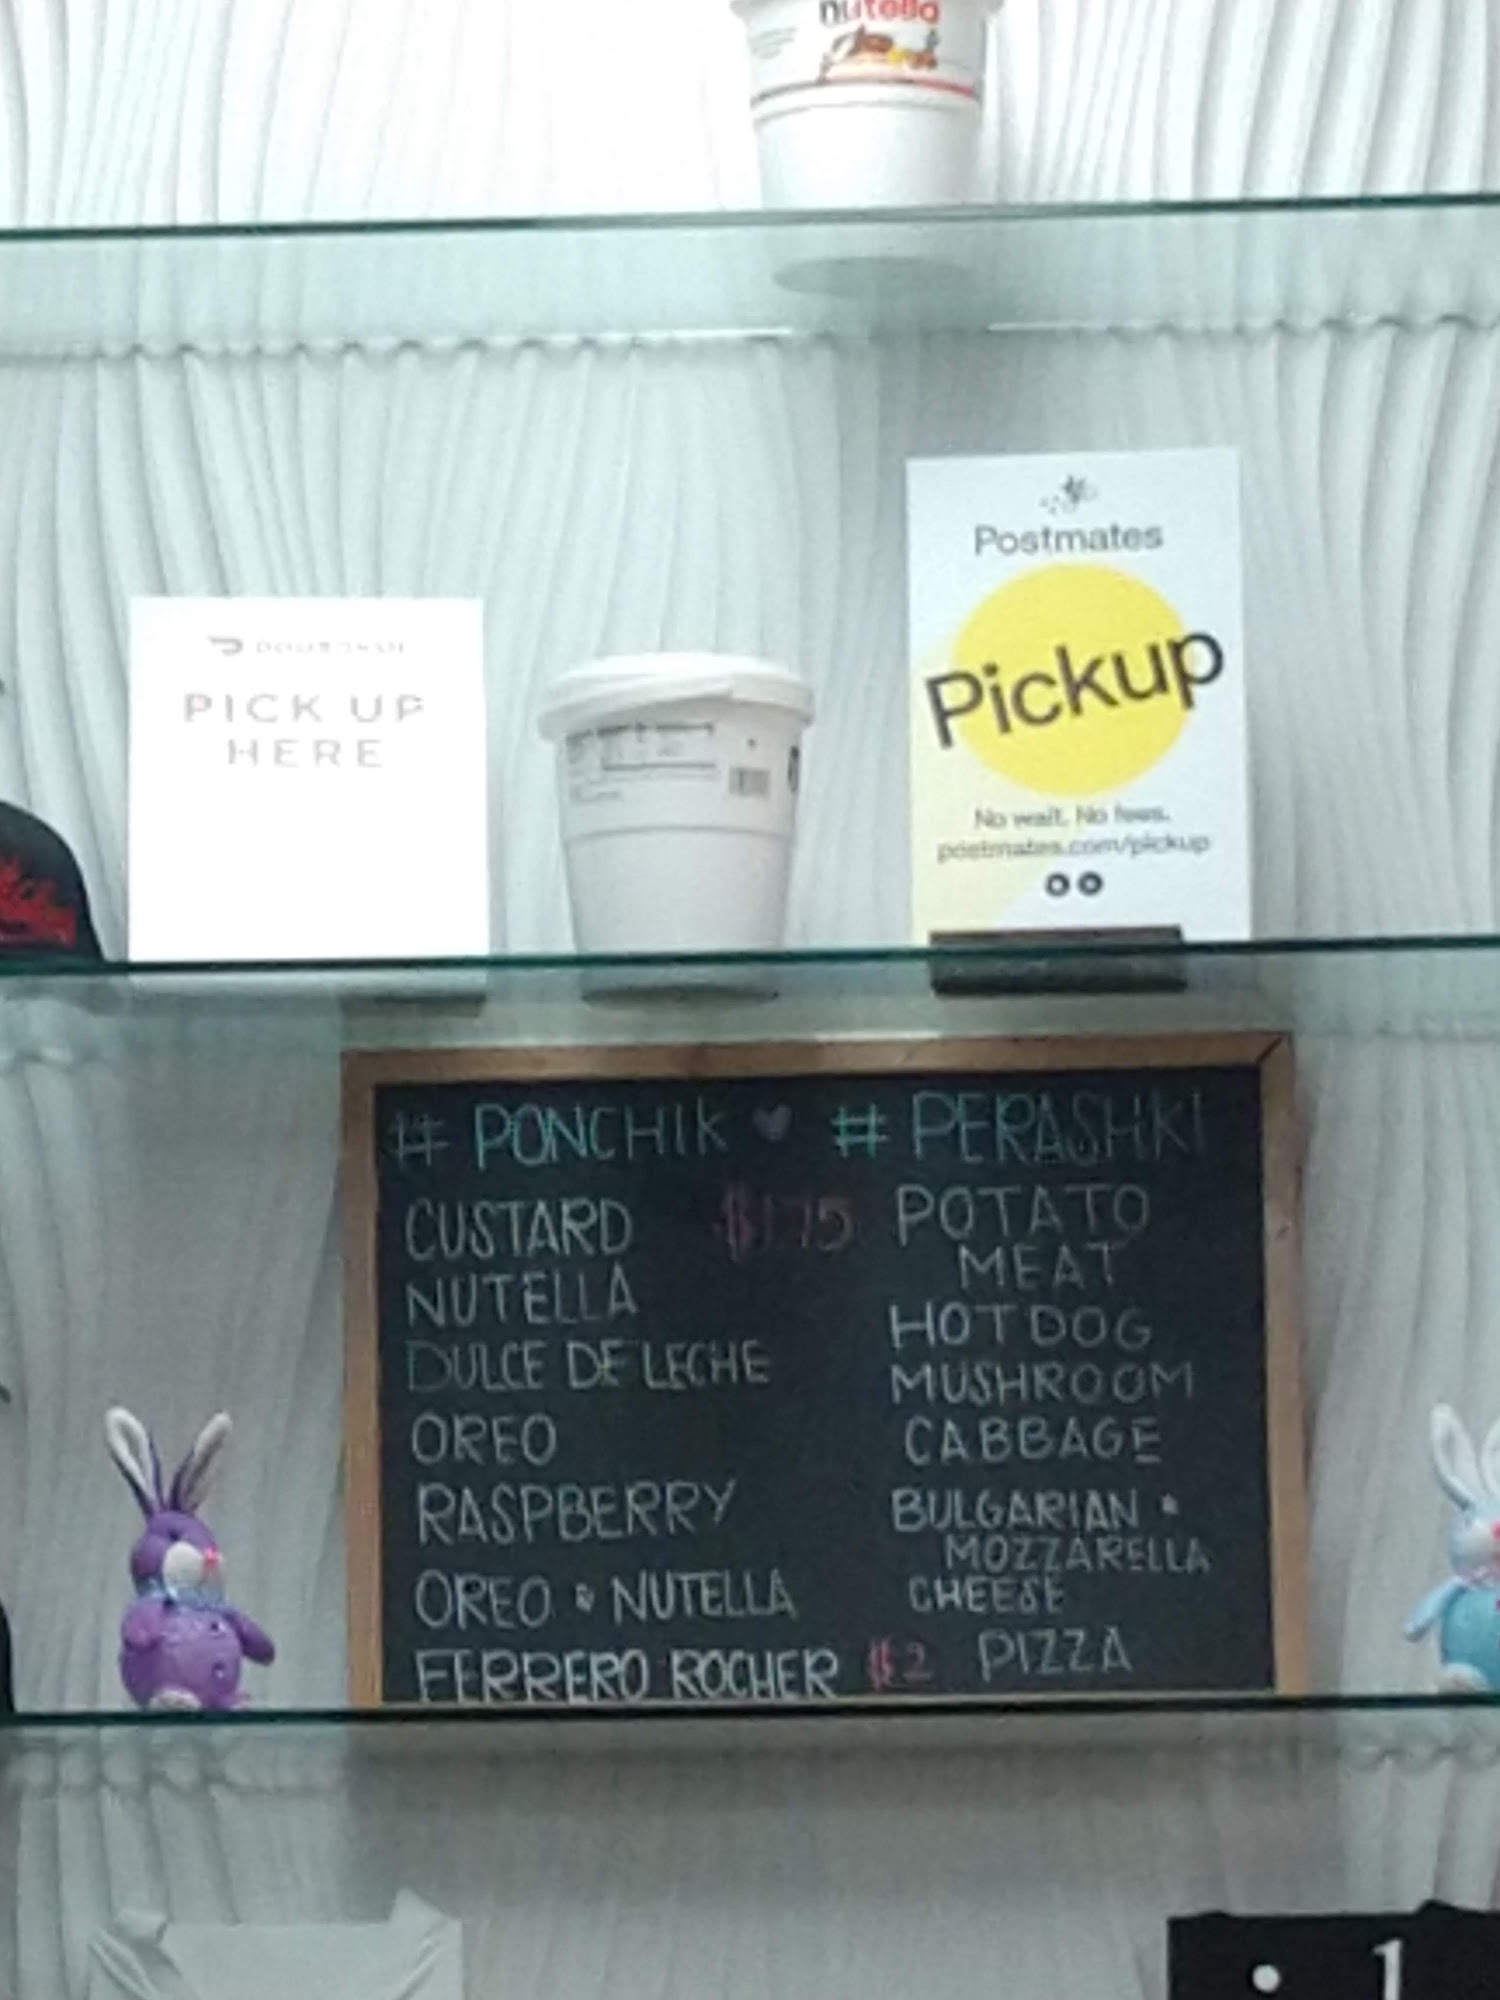 nutella
DOORDASH
PICK UP
HERE
Postmates
Pickup
No wait. No fees.
postmates.com/pickup
# PONCHIK # PERASHKI
CUSTARD $1.75
NUTELLA
DULCE DE LECHE
OREO
RASPBERRY
OREO & NUTELLA
FERRERO ROCHER $2
POTATO
MEAT
HOT DOG
MUSHROOM
CABBAGE
BULGARIAN &
MOZZARELLA
CHEESE
PIZZA